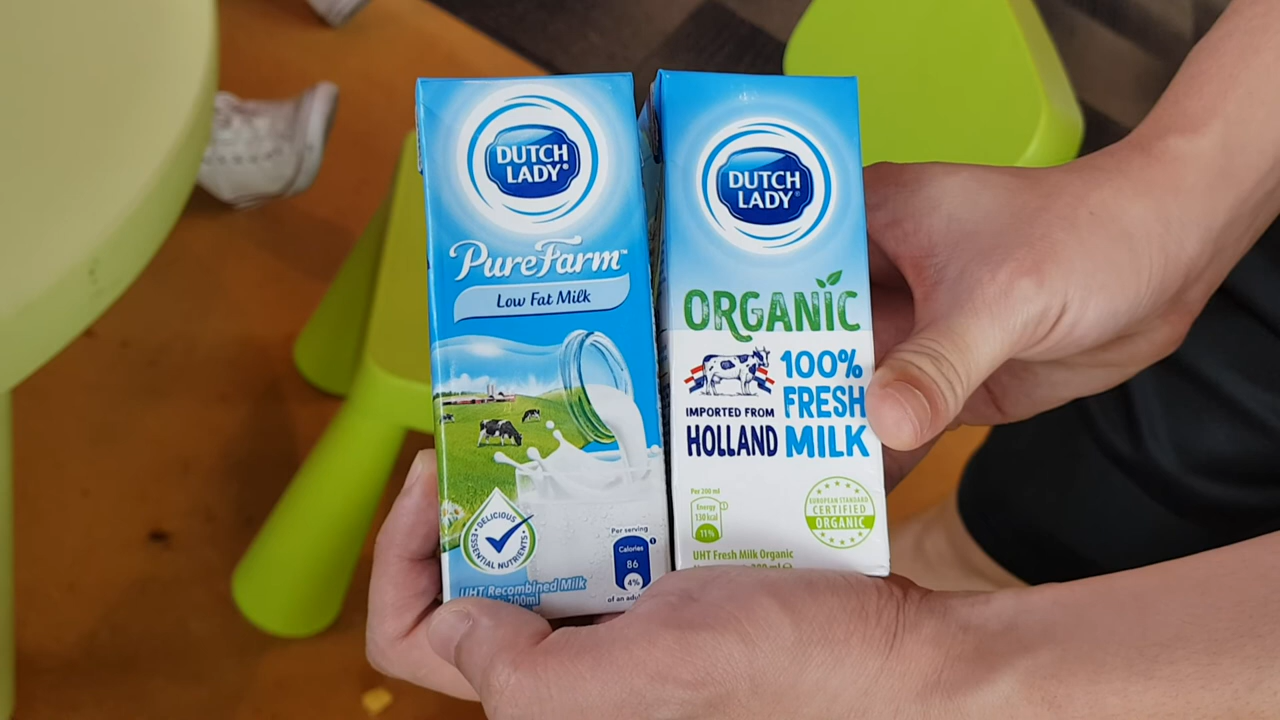 DUTCH
LADY®
PureFarm™
Low Fat Milk
DELICIOUS
ESSENTIAL NUTRIENTS
Per serving
Calories
86
4%
UHT Recombined Milk
200ml
DUTCH
LADY®
ORGANIC
IMPORTED FROM
HOLLAND
100%
FRESH
MILK
Per 200 ml
Energy
130 kcal
11%
EUROPEAN STANDARD
CERTIFIED
ORGANIC
UHT Fresh Milk Organic